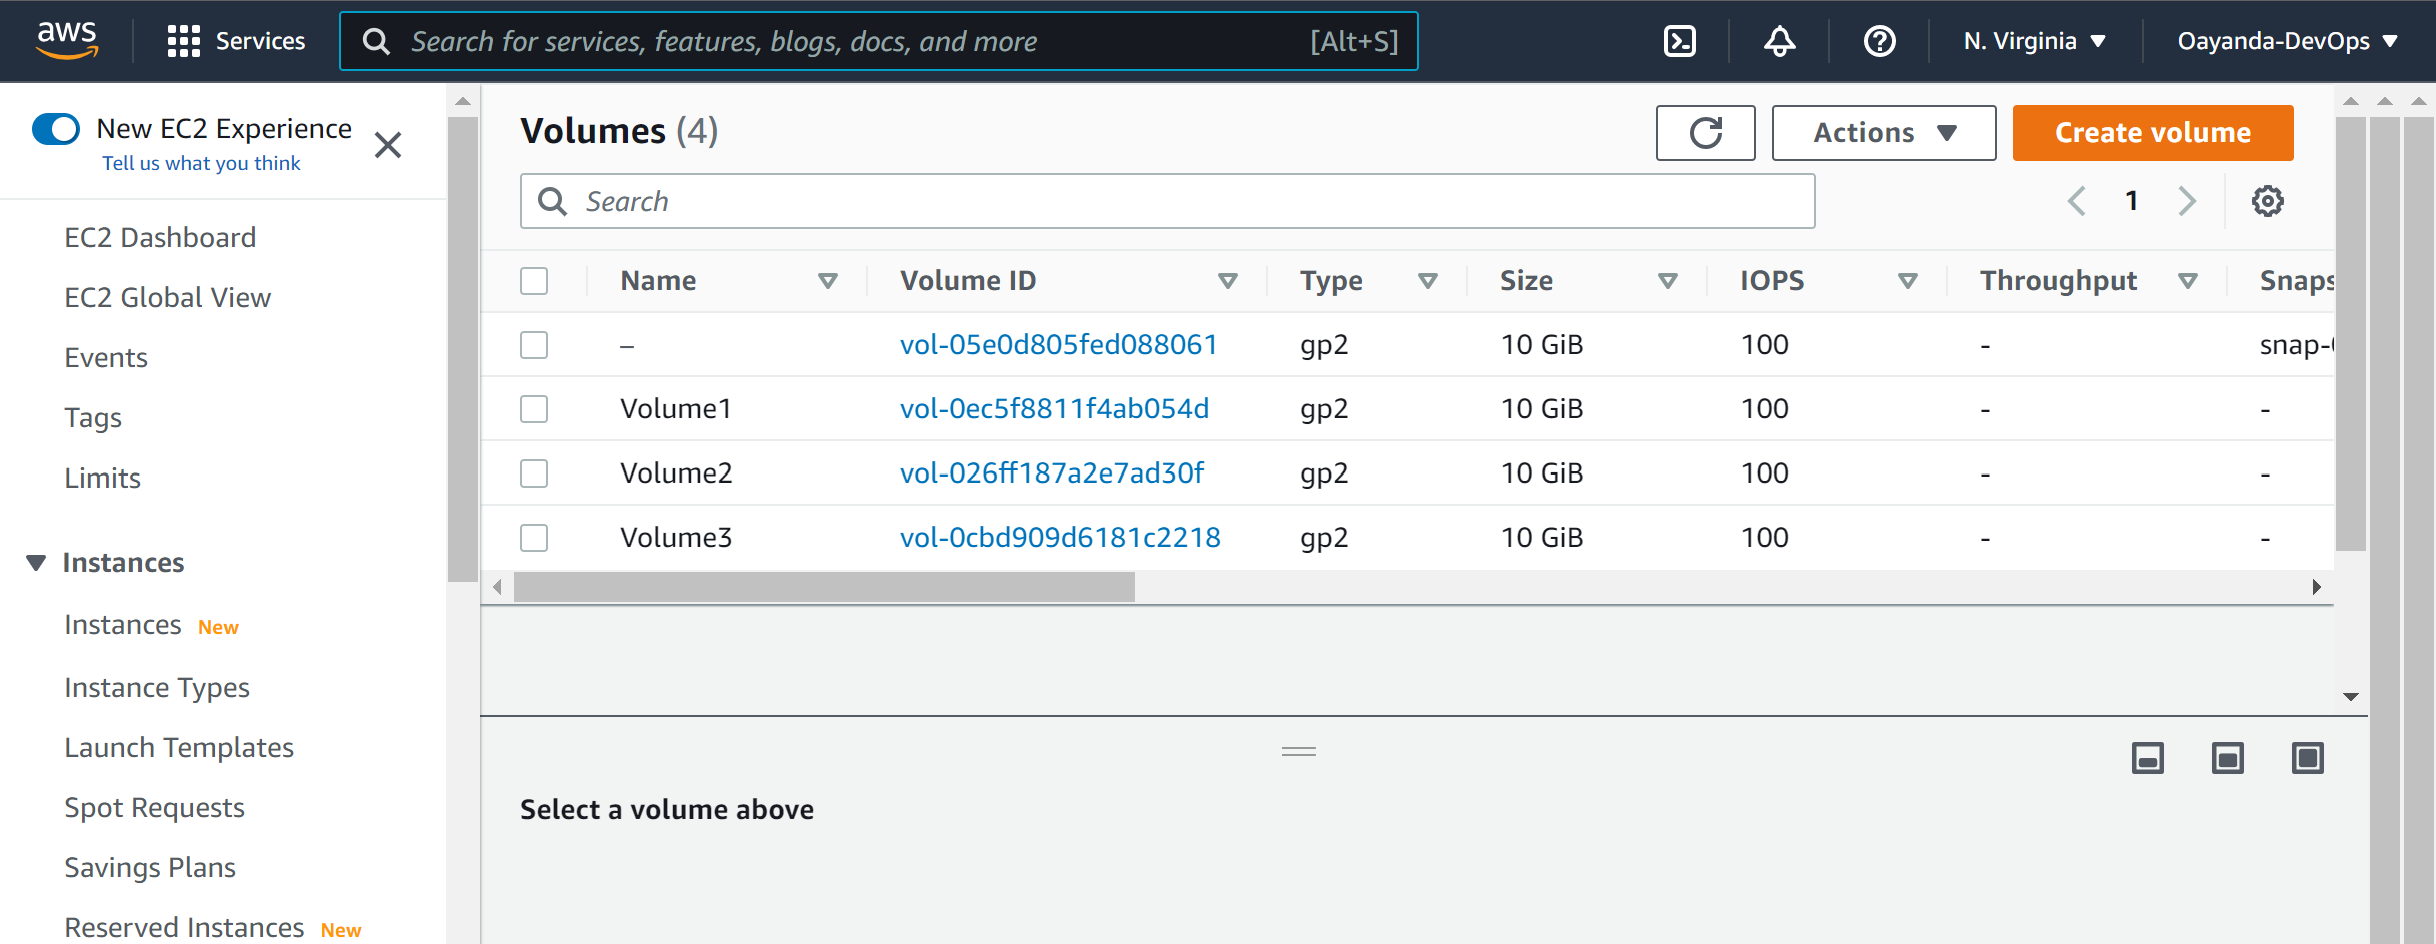 aws Services Search for services, features, blogs, docs, and more [Alt+S] N. Virginia Oayanda-DevOps
New EC2 Experience
Tell us what you think
EC2 Dashboard
EC2 Global View
Events
Tags
Limits
Instances
Instances New
Instance Types
Launch Templates
Spot Requests
Savings Plans
Reserved Instances New
Volumes (4) Actions Create volume
Search 1
Name Volume ID Type Size IOPS Throughput Snaps
– vol-05e0d805fed088061 gp2 10 GiB 100 - snap-
Volume1 vol-0ec5f8811f4ab054d gp2 10 GiB 100 - -
Volume2 vol-026ff187a2e7ad30f gp2 10 GiB 100 - -
Volume3 vol-0cbd909d6181c2218 gp2 10 GiB 100 - -
Select a volume above